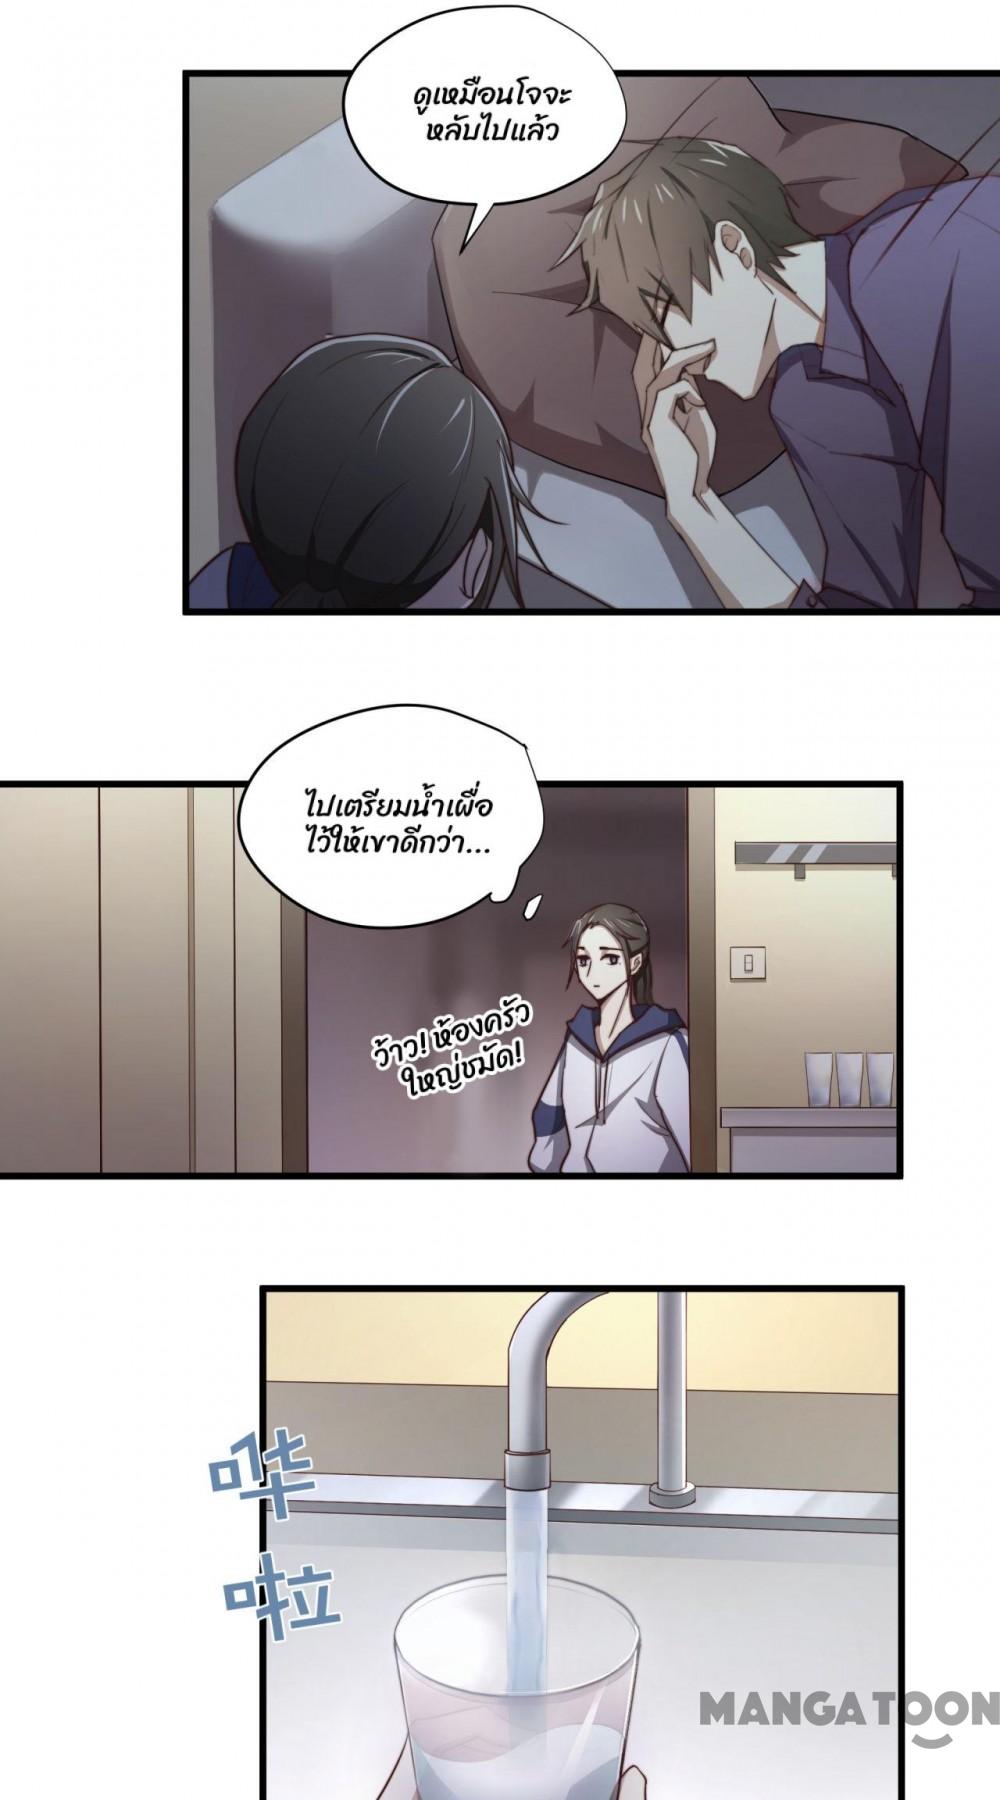 ดูเหมือนโจจะ
หลับไปแล้ว
ไปเตรียมน้ำเผื่อ
ไว้ให้เขาดีกว่า...
ว้าว! ห้องครัว
ใหญ่ชมัด!
哗
啦
MANGATOON